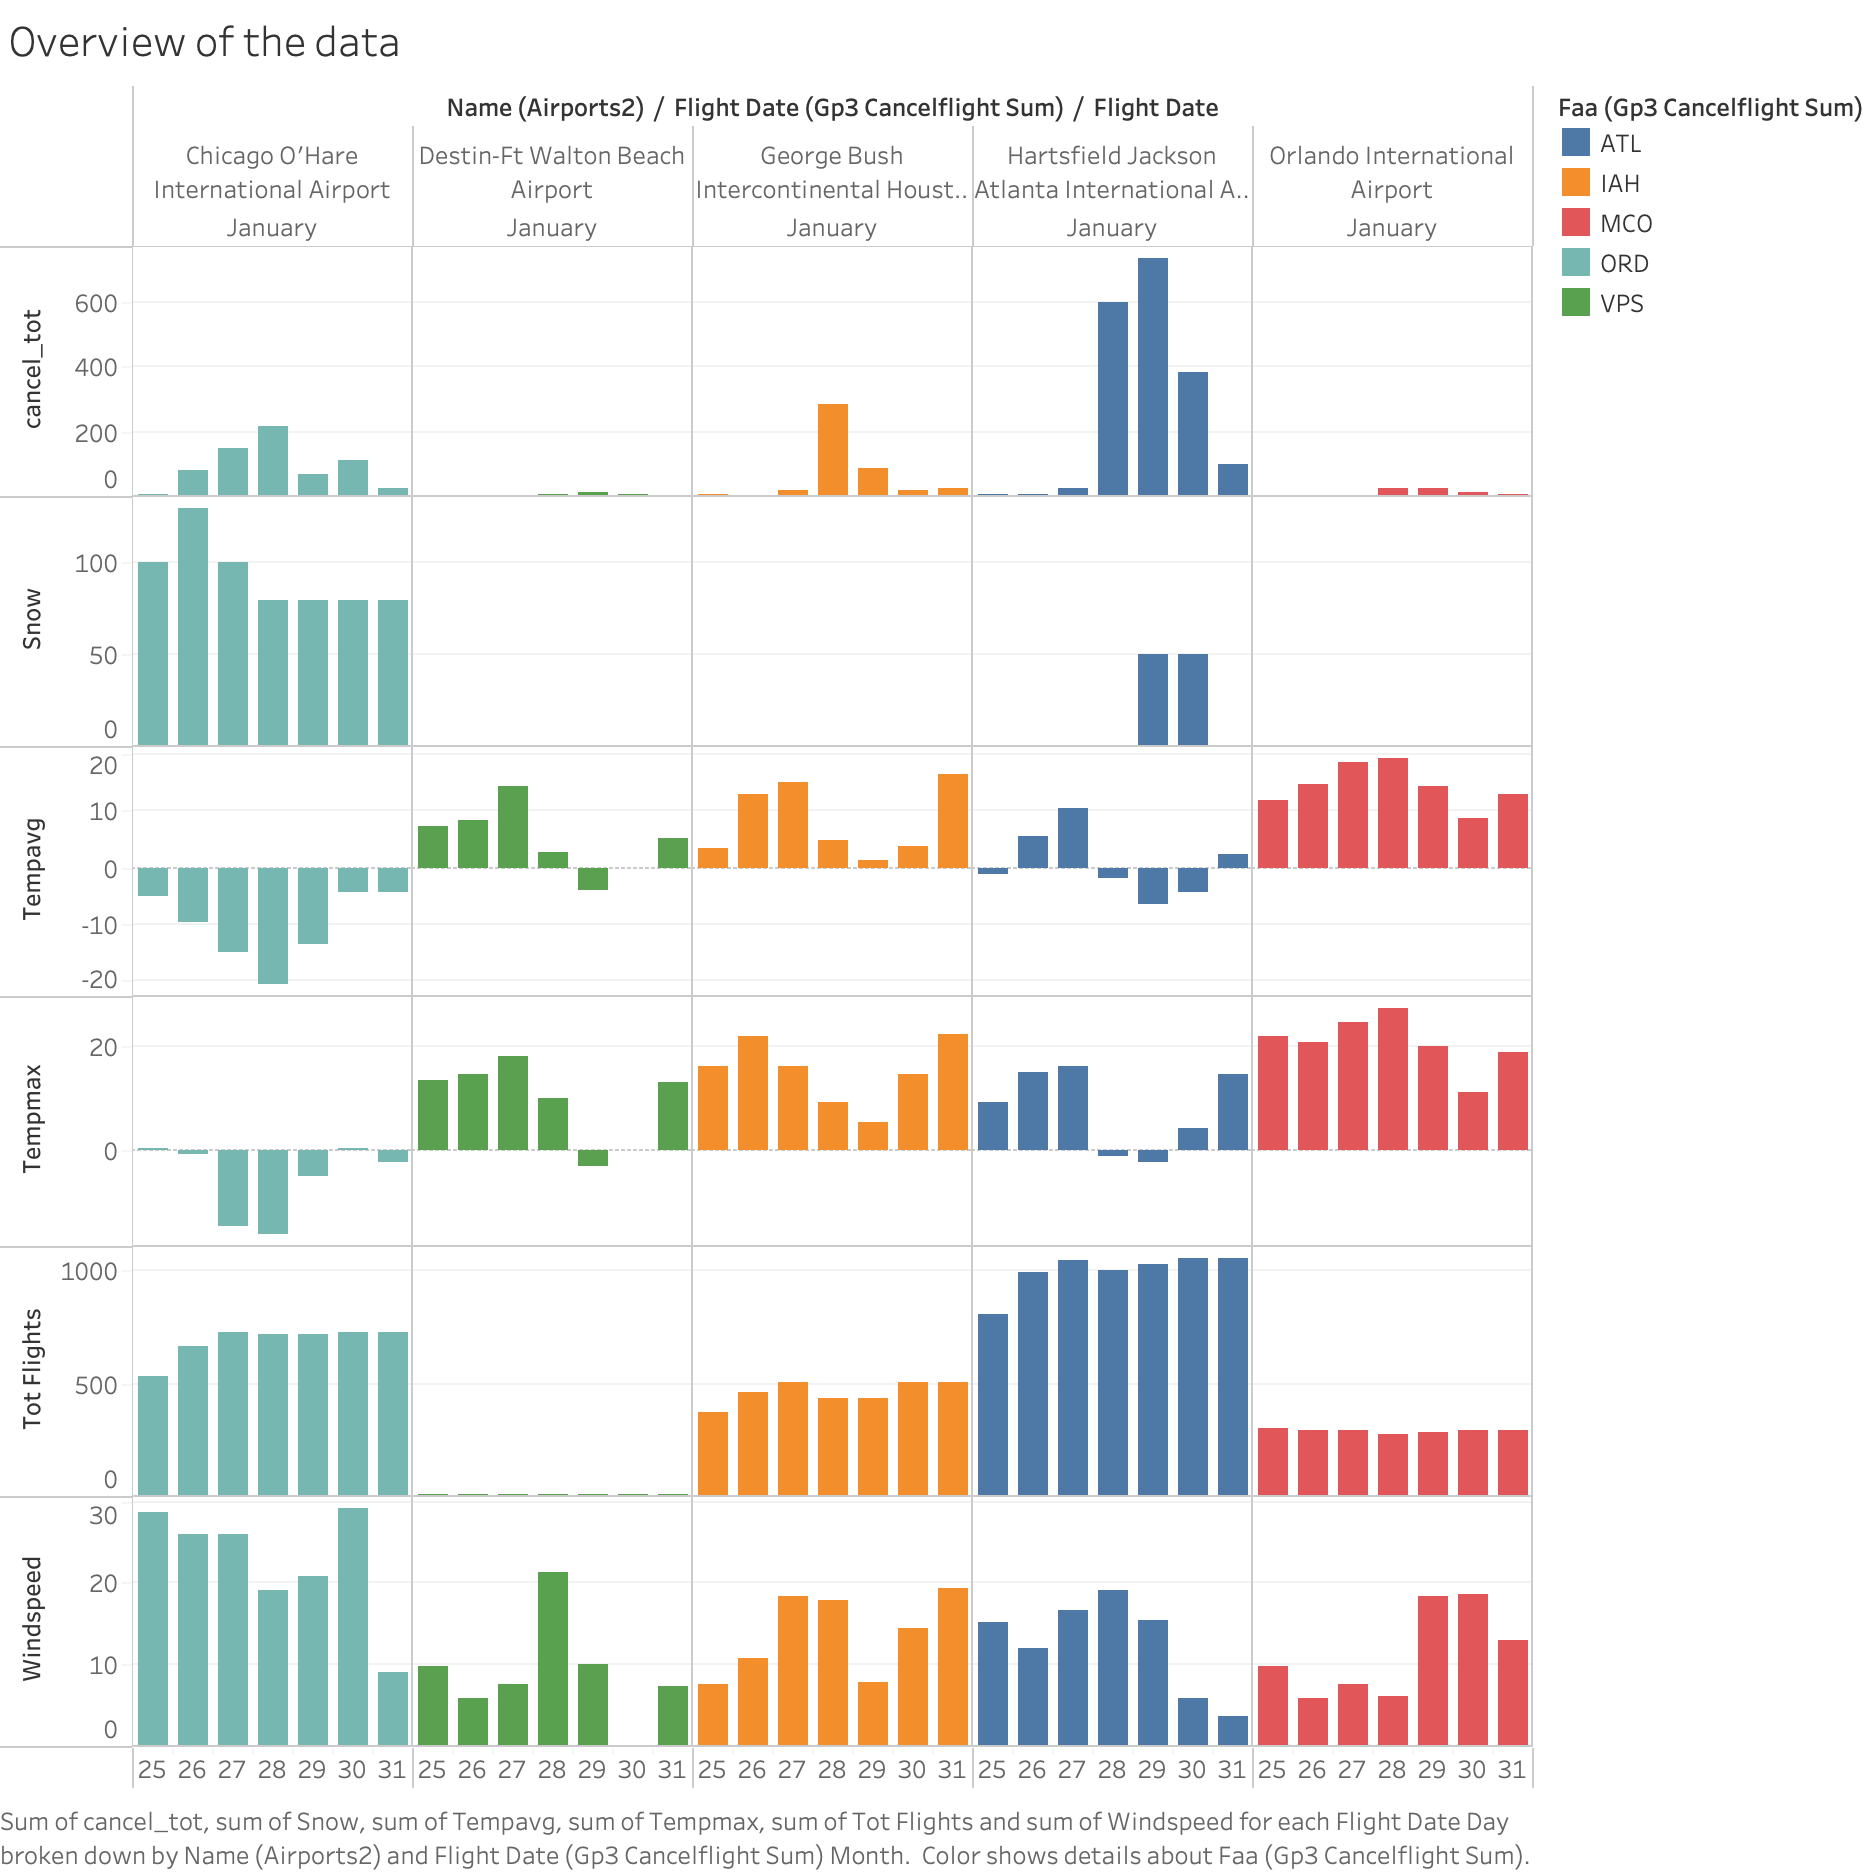 Overview of the data
Name (Airports2) / Flight Date (Gp3 Cancelflight Sum) / Flight Date
Chicago O’Hare
International Airport
January
Destin-Ft Walton Beach
Airport
January
George Bush
Intercontinental Houst..
January
Hartsfield Jackson
Atlanta International A..
January
Orlando International
Airport
January
Faa (Gp3 Cancelflight Sum)
ATL
IAH
MCO
ORD
VPS
cancel_tot
600
400
200
0
Snow
100
50
0
Tempavg
20
10
0
-10
-20
Tempmax
20
0
Tot Flights
1000
500
0
Windspeed
30
20
10
0
25 26 27 28 29 30 31 25 26 27 28 29 30 31 25 26 27 28 29 30 31 25 26 27 28 29 30 31 25 26 27 28 29 30 31
Sum of cancel_tot, sum of Snow, sum of Tempavg, sum of Tempmax, sum of Tot Flights and sum of Windspeed for each Flight Date Day
broken down by Name (Airports2) and Flight Date (Gp3 Cancelflight Sum) Month.  Color shows details about Faa (Gp3 Cancelflight Sum).